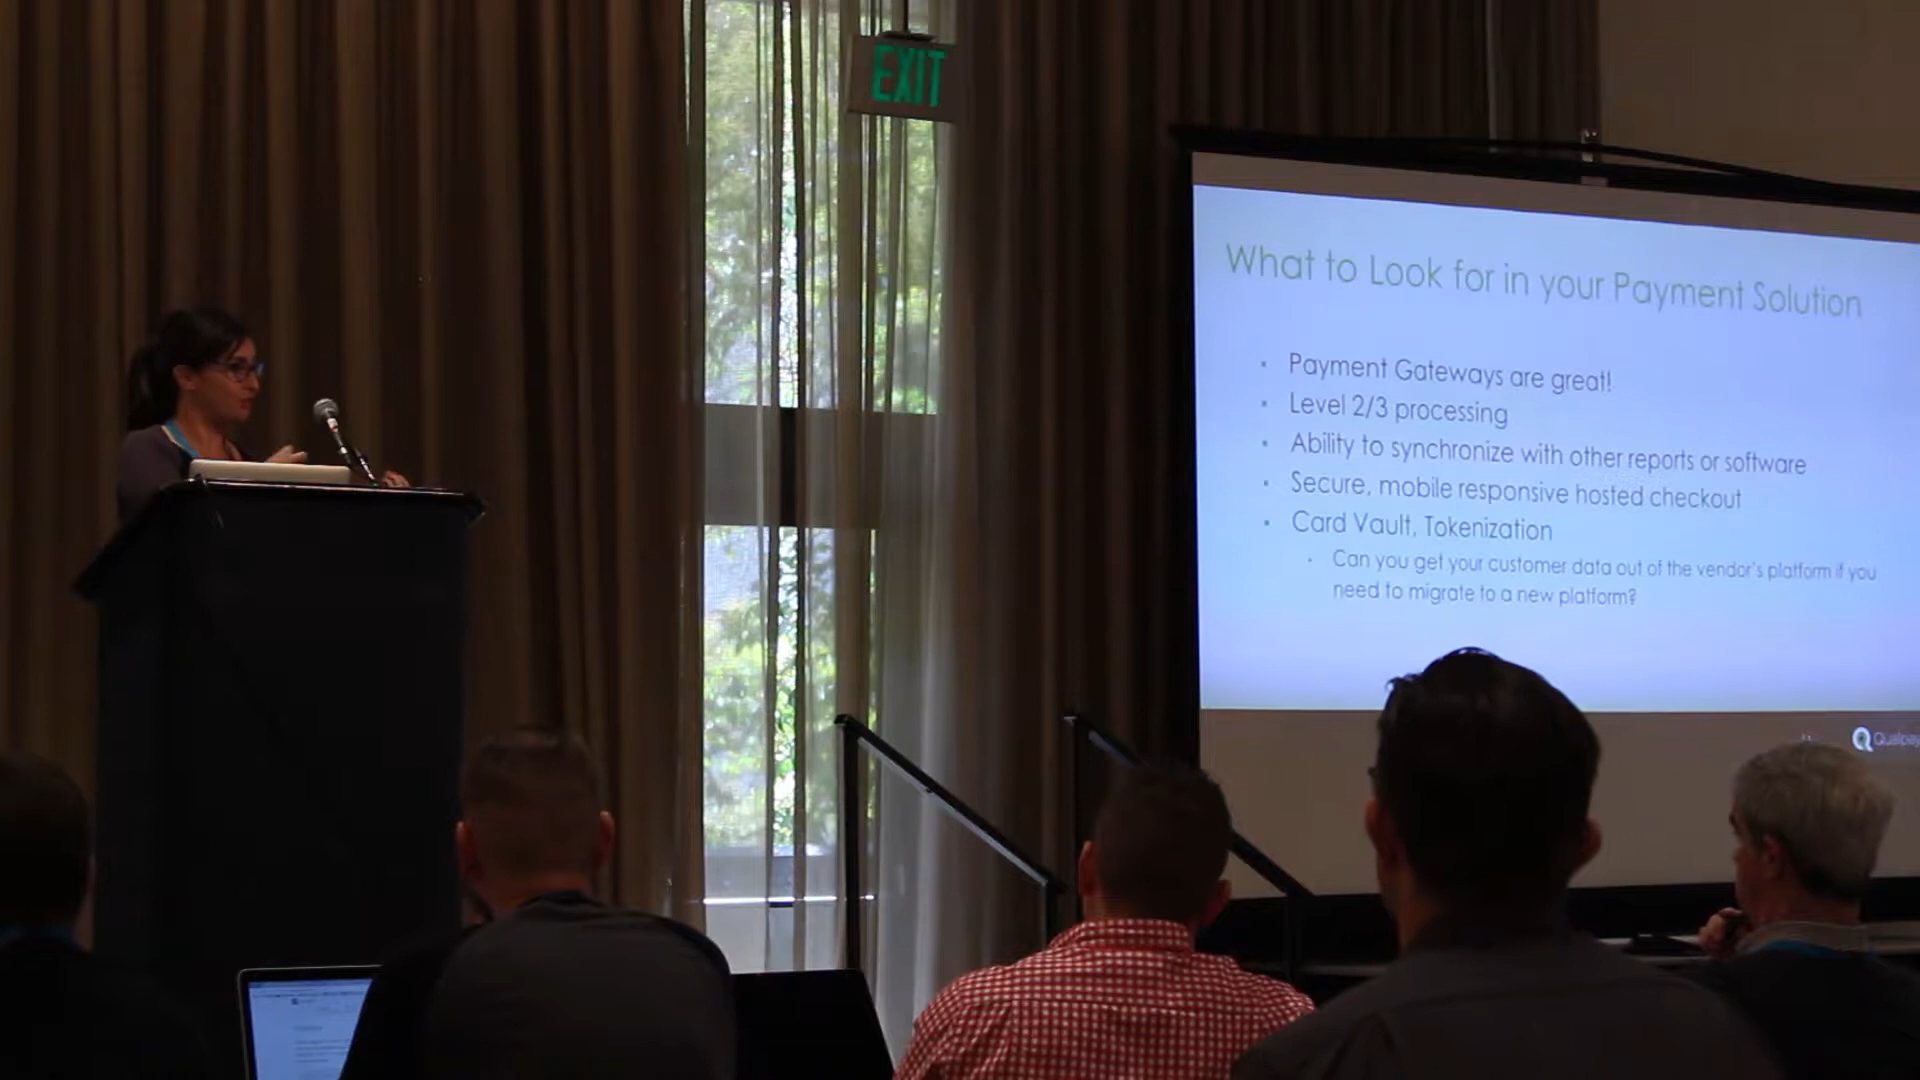 EXIT
What to Look for in your Payment Solution
Payment Gateways are great!
Level 2/3 processing
Ability to synchronize with other reports or software
Secure, mobile responsive hosted checkout
Card Vault, Tokenization
Can you get your customer data out of the vendor's platform if you
need to migrate to a new platform?
Qualpay